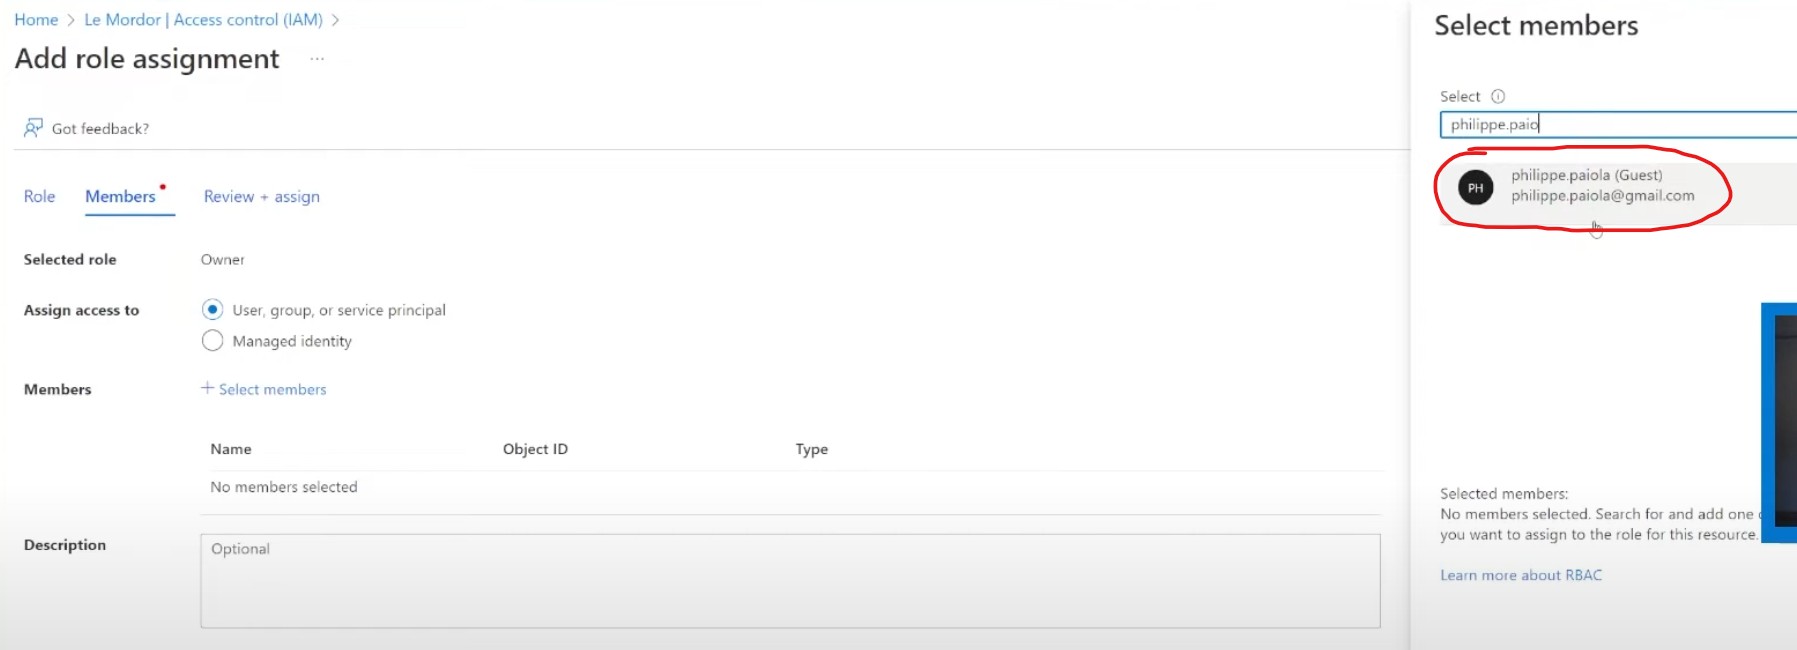 Home > Le Mordor | Access control (IAM) >
Add role assignment ...
Got feedback?
Role Members Review + assign
Selected role Owner
Assign access to User, group, or service principal
Managed identity
Members + Select members
Name Object ID Type
No members selected
Description Optional
Select members
Select
philippe.paio
PH
philippe.paiola (Guest)
philippe.paiola@gmail.com
Selected members:
No members selected. Search for and add one
you want to assign to the role for this resource.
Learn more about RBAC